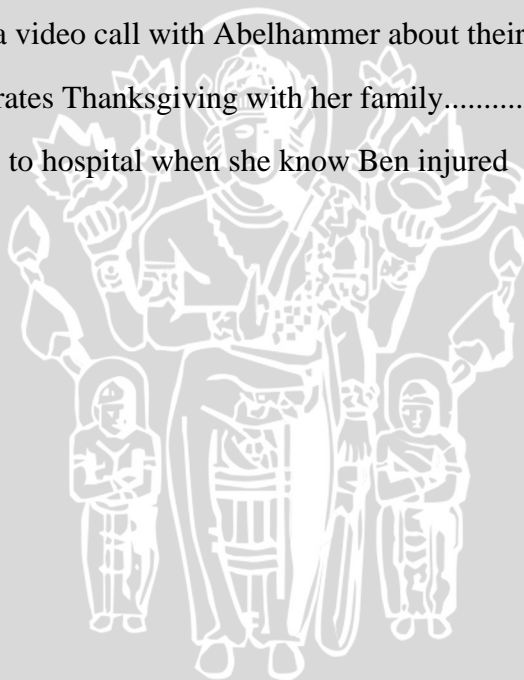 a video call with Abelhammer about their
rates Thanksgiving with her family..........
to hospital when she know Ben injured